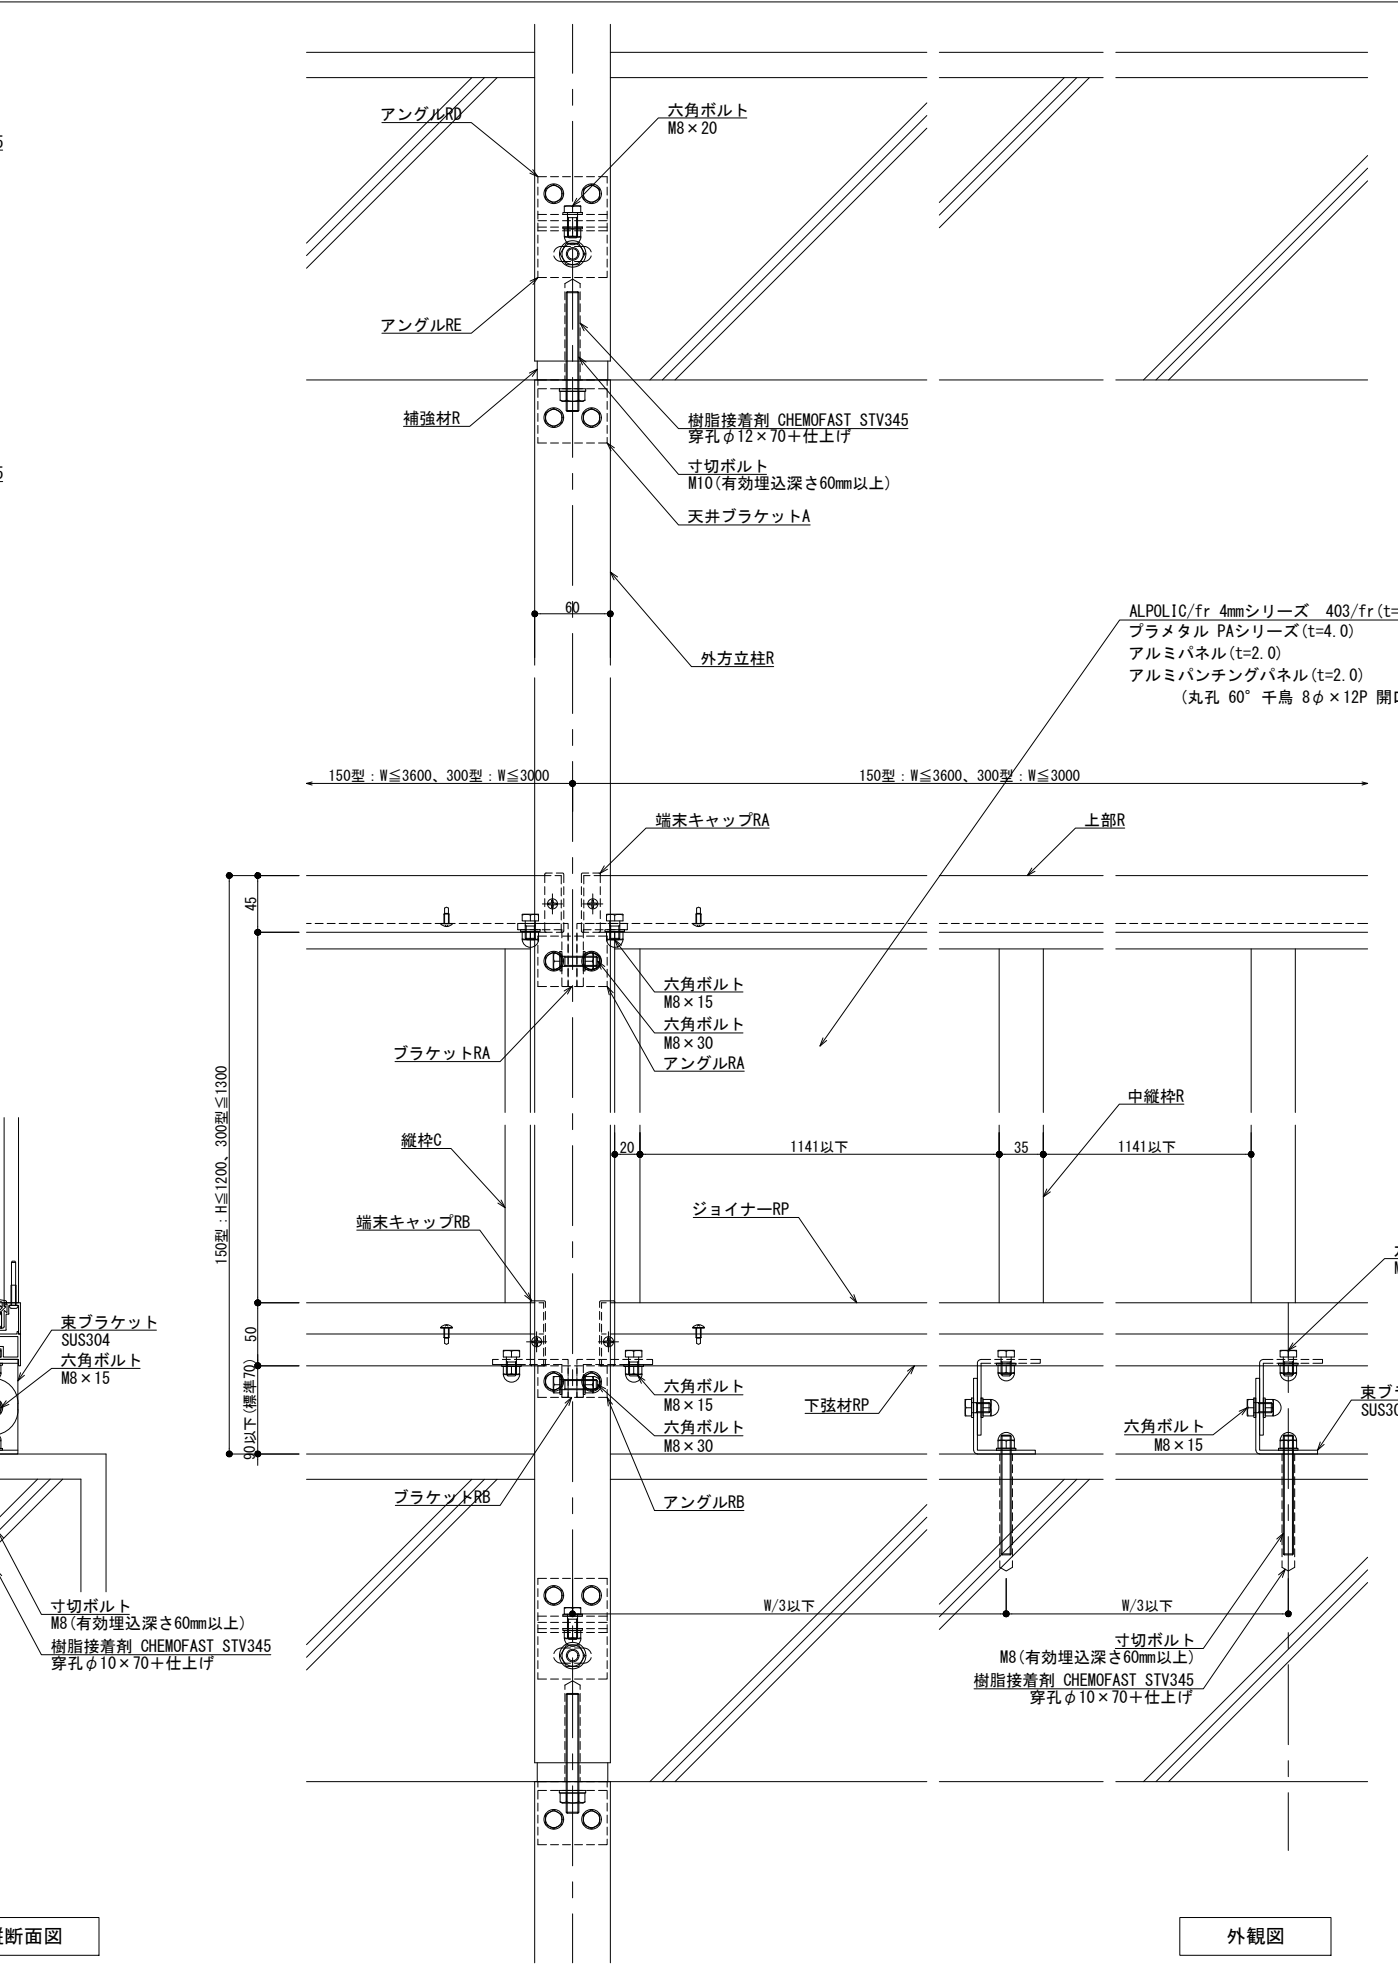 アングルRD
六角ボルト
M8×20
アングルRE
補強材R
樹脂接着剤 CHEMOFAST STV345
穿孔φ12×70＋仕上げ
寸切ボルト
M10(有効埋込深さ60mm以上)
天井ブラケットA
60
外方立柱R
ALPOLIC/fr 4mmシリーズ 403/fr(t=
プラメタル PAシリーズ(t=4.0)
アルミパネル(t=2.0)
アルミパンチングパネル(t=2.0)
(丸孔 60° 千鳥 8φ×12P
150型：W≦3600、300型：W≦3000
150型：W≦3600、300型：W≦3000
端末キャップRA
上部R
45
六角ボルト
M8×15
六角ボルト
M8×30
ブラケットRA
アングルRA
150型：H≦1200、300型≦1300
中縦枠R
縦枠C
20
1141以下
35
1141以下
端末キャップRB
ジョイナーRP
50
90以下(標準70)
束ブラケット
SUS304
六角ボルト
M8×15
六角ボルト
M8×15
六角ボルト
M8×30
下弦材RP
六角ボルト
M8×15
ブラケットRB
アングルRB
W/3以下
W/3以下
寸切ボルト
M8(有効埋込深さ60mm以上)
樹脂接着剤 CHEMOFAST STV345
穿孔φ10×70＋仕上げ
寸切ボルト
M8(有効埋込深さ60mm以上)
樹脂接着剤 CHEMOFAST STV345
穿孔φ10×70＋仕上げ
断面図
外観図